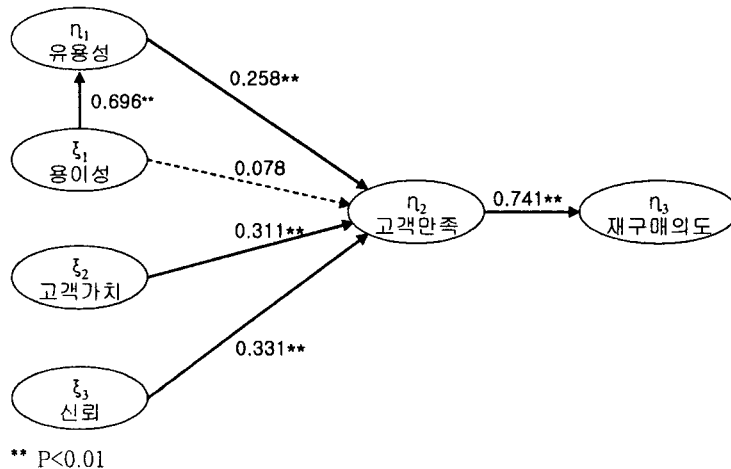 η₁
유용성
0.258**
0.696**
ξ₁
용이성
0.078
η₂
고객만족
0.741**
η₃
재구매의도
0.311**
ξ₂
고객가치
0.331**
ξ₃
신뢰
** P<0.01